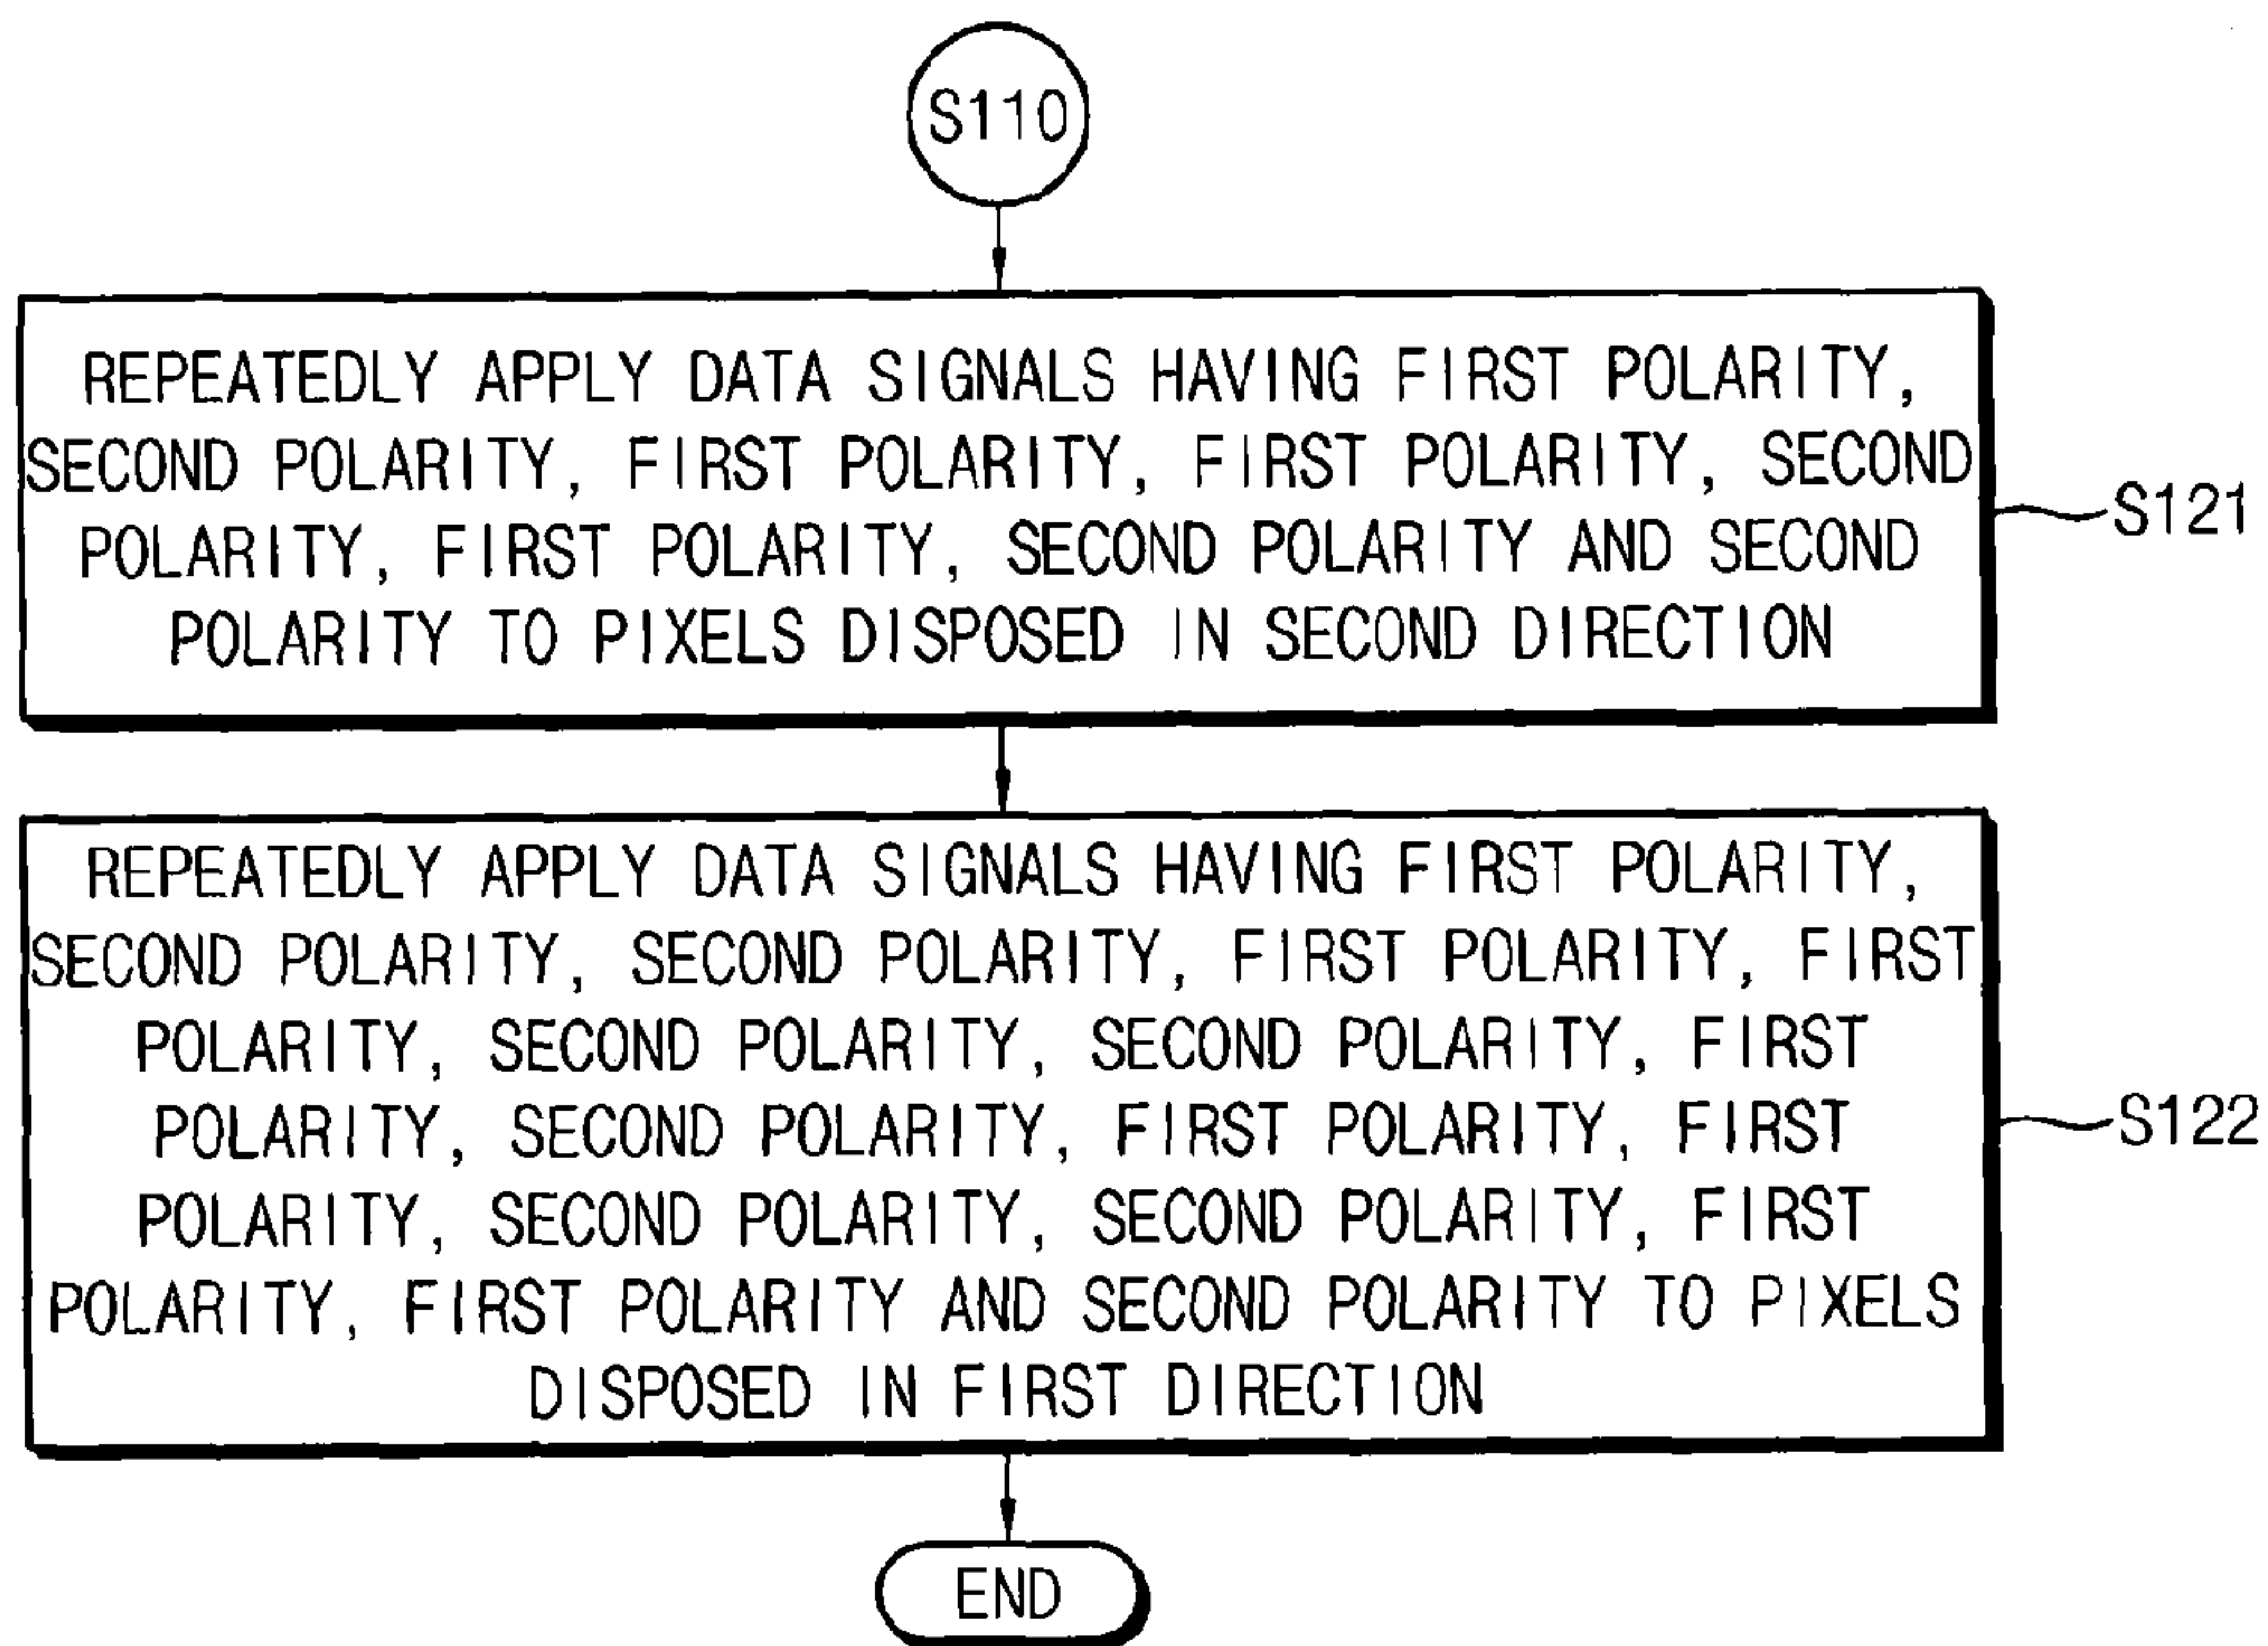 S110
REPEATEDLY APPLY DATA SIGNALS HAVING FIRST POLARITY,
SECOND POLARITY, FIRST POLARITY, FIRST POLARITY, SECOND
POLARITY, FIRST POLARITY, SECOND POLARITY AND SECOND
POLARITY TO PIXELS DISPOSED IN SECOND DIRECTION
S121
REPEATEDLY APPLY DATA SIGNALS HAVING FIRST POLARITY,
SECOND POLARITY, SECOND POLARITY, FIRST POLARITY, FIRST
POLARITY, SECOND POLARITY, SECOND POLARITY, FIRST
POLARITY, SECOND POLARITY, FIRST POLARITY, FIRST
POLARITY, SECOND POLARITY, SECOND POLARITY, FIRST
POLARITY, FIRST POLARITY AND SECOND POLARITY TO PIXELS
DISPOSED IN FIRST DIRECTION
S122
END